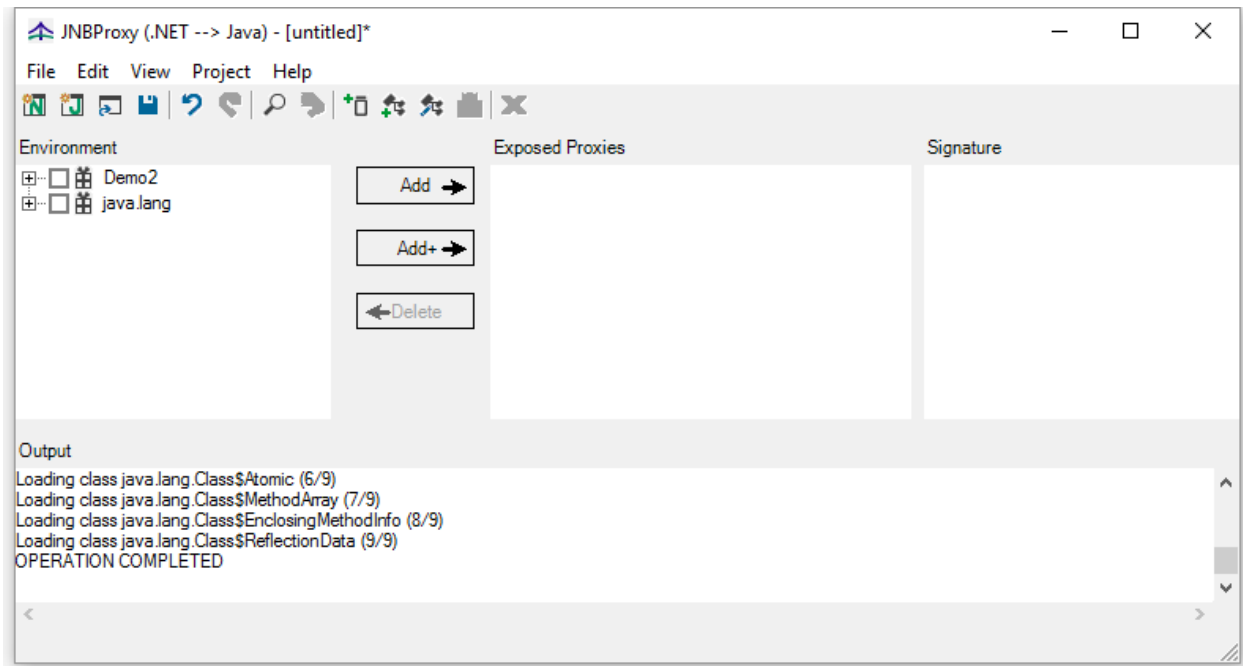 JNBProxy (.NET --> Java) - [untitled]*
File Edit View Project Help
Environment
Exposed Proxies
Signature
Demo2
java.lang
Add
Add+
Delete
Output
Loading class java.lang.Class$Atomic (6/9)
Loading class java.lang.Class$MethodArray (7/9)
Loading class java.lang.Class$EnclosingMethodInfo (8/9)
Loading class java.lang.Class$ReflectionData (9/9)
OPERATION COMPLETED